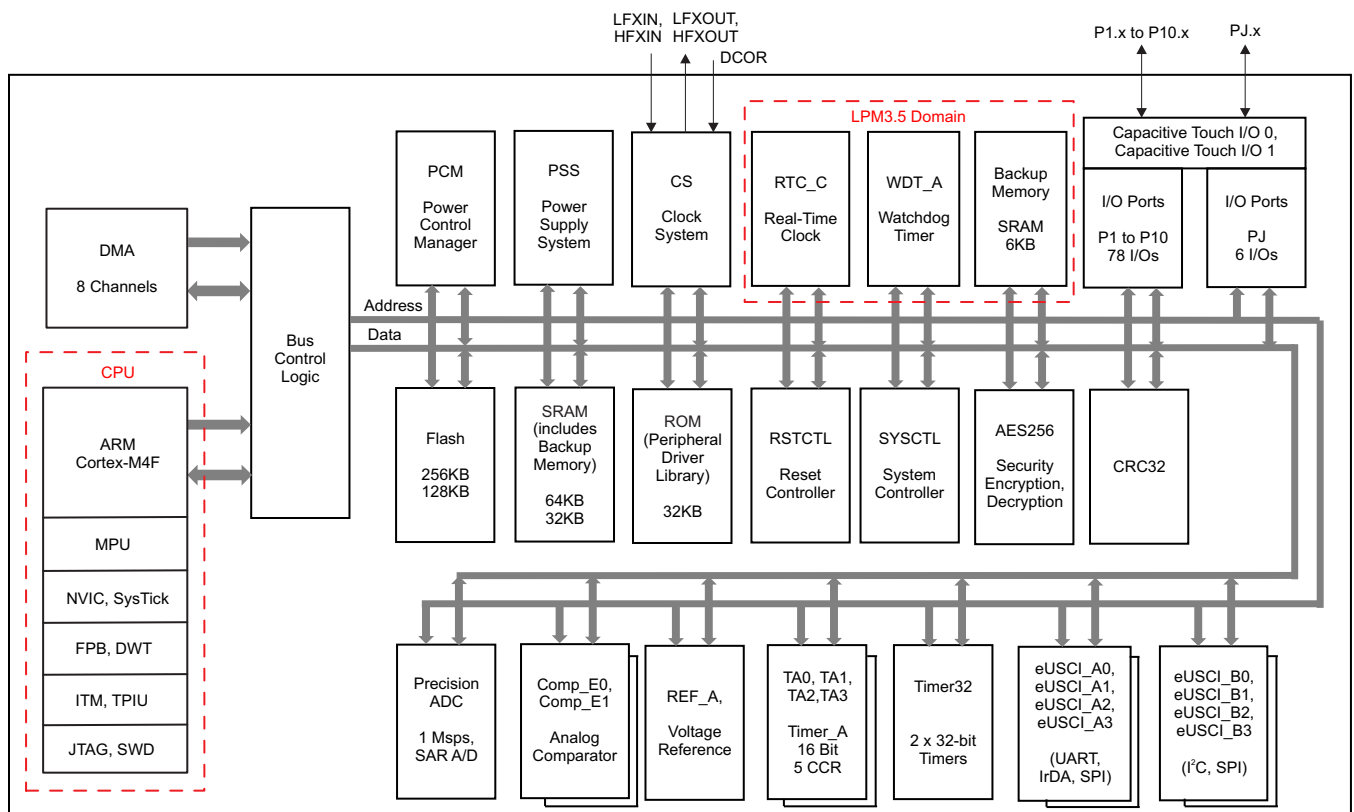 LFXIN,
HFXIN
LFXOUT,
HFXOUT
DCOR
P1.x to P10.x
PJ.x
LPM3.5 Domain
Capacitive Touch I/O 0,
Capacitive Touch I/O 1
PCM
Power
Control
Manager
PSS
Power
Supply
System
CS
Clock
System
RTC_C
Real-Time
Clock
WDT_A
Watchdog
Timer
Backup
Memory
SRAM
6KB
I/O Ports
P1 to P10
78 I/Os
I/O Ports
PJ
6 I/Os
DMA
8 Channels
Bus
Control
Logic
Address
Data
CPU
ARM
Cortex-M4F
MPU
NVIC, SysTick
FPB, DWT
ITM, TPIU
JTAG, SWD
Flash
256KB
128KB
SRAM
(includes
Backup
Memory)
64KB
32KB
ROM
(Peripheral
Driver
Library)
32KB
RSTCTL
Reset
Controller
SYSCTL
System
Controller
AES256
Security
Encryption,
Decryption
CRC32
Precision
ADC
1 Msps,
SAR A/D
Comp_E0,
Comp_E1
Analog
Comparator
REF_A,
Voltage
Reference
TA0, TA1,
TA2,TA3
Timer_A
16 Bit
5 CCR
Timer32
2 x 32-bit
Timers
eUSCI_A0,
eUSCI_A1,
eUSCI_A2,
eUSCI_A3
(UART,
IrDA, SPI)
eUSCI_B0,
eUSCI_B1,
eUSCI_B2,
eUSCI_B3
(I²C, SPI)